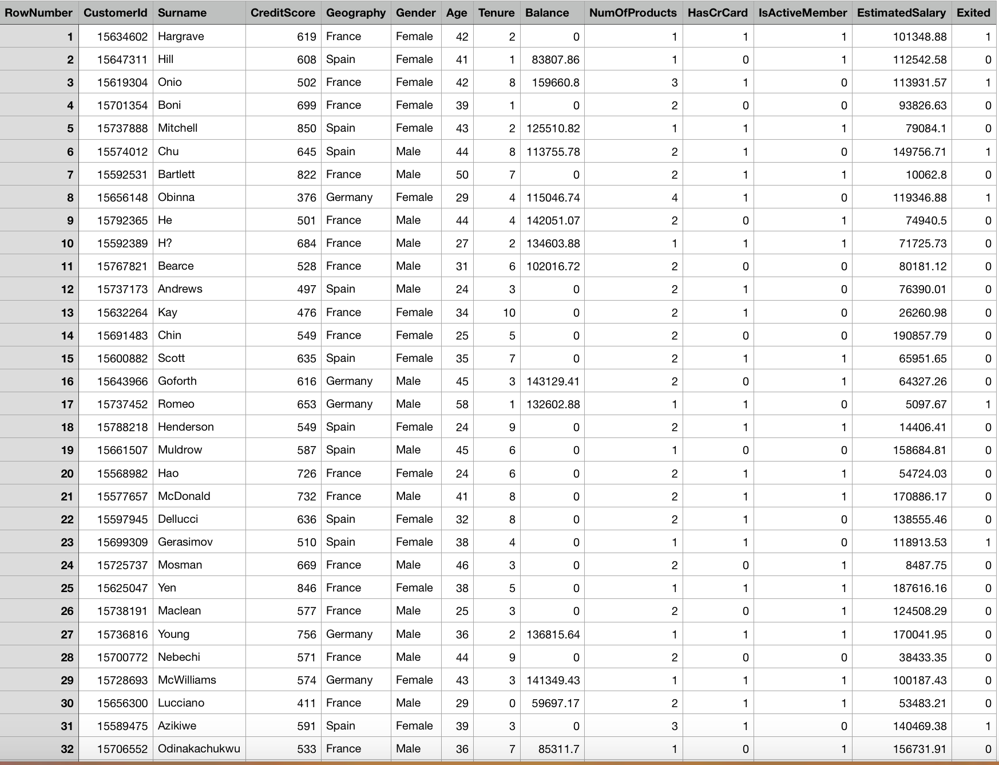 RowNumber CustomerId Surname CreditScore Geography Gender Age Tenure Balance NumOfProducts HasCrCard IsActiveMember EstimatedSalary Exited
1 15634602 Hargrave 619 France Female 42 2 0 1 1 1 101348.88 1
2 15647311 Hill 608 Spain Female 41 1 83807.86 1 0 1 112542.58 0
3 15619304 Onio 502 France Female 42 8 159660.8 3 1 0 113931.57 1
4 15701354 Boni 699 France Female 39 1 0 2 0 0 93826.63 0
5 15737888 Mitchell 850 Spain Female 43 2 125510.82 1 1 1 79084.1 0
6 15574012 Chu 645 Spain Male 44 8 113755.78 2 1 0 149756.71 1
7 15592531 Bartlett 822 France Male 50 7 0 2 1 1 10062.8 0
8 15656148 Obinna 376 Germany Female 29 4 115046.74 4 1 0 119346.88 1
9 15792365 He 501 France Male 44 4 142051.07 2 0 1 74940.5 0
10 15592389 H? 684 France Male 27 2 134603.88 1 1 1 71725.73 0
11 15767821 Bearce 528 France Male 31 6 102016.72 2 0 0 80181.12 0
12 15737173 Andrews 497 Spain Male 24 3 0 2 1 0 76390.01 0
13 15632264 Kay 476 France Female 34 10 0 2 1 0 26260.98 0
14 15691483 Chin 549 France Female 25 5 0 2 0 0 190857.79 0
15 15600882 Scott 635 Spain Female 35 7 0 2 1 1 65951.65 0
16 15643966 Goforth 616 Germany Male 45 3 143129.41 2 0 1 64327.26 0
17 15737452 Romeo 653 Germany Male 58 1 132602.88 1 1 0 5097.67 1
18 15788218 Henderson 549 Spain Female 24 9 0 2 1 1 14406.41 0
19 15661507 Muldrow 587 Spain Male 45 6 0 1 0 0 158684.81 0
20 15568982 Hao 726 France Female 24 6 0 2 1 1 54724.03 0
21 15577657 McDonald 732 France Male 41 8 0 2 1 1 170886.17 0
22 15597945 Dellucci 636 Spain Female 32 8 0 2 1 0 138555.46 0
23 15699309 Gerasimov 510 Spain Female 38 4 0 1 1 0 118913.53 1
24 15725737 Mosman 669 France Male 46 3 0 2 0 1 8487.75 0
25 15625047 Yen 846 France Female 38 5 0 1 1 1 187616.16 0
26 15738191 Maclean 577 France Male 25 3 0 2 0 1 124508.29 0
27 15736816 Young 756 Germany Male 36 2 136815.64 1 1 1 170041.95 0
28 15700772 Nebechi 571 France Male 44 9 0 2 0 0 38433.35 0
29 15728693 McWilliams 574 Germany Female 43 3 141349.43 1 1 1 100187.43 0
30 15656300 Lucciano 411 France Male 29 0 59697.17 2 1 1 53483.21 0
31 15589475 Azikiwe 591 Spain Female 39 3 0 3 1 0 140469.38 1
32 15706552 Odinakachukwu 533 France Male 36 7 85311.7 1 0 1 156731.91 0